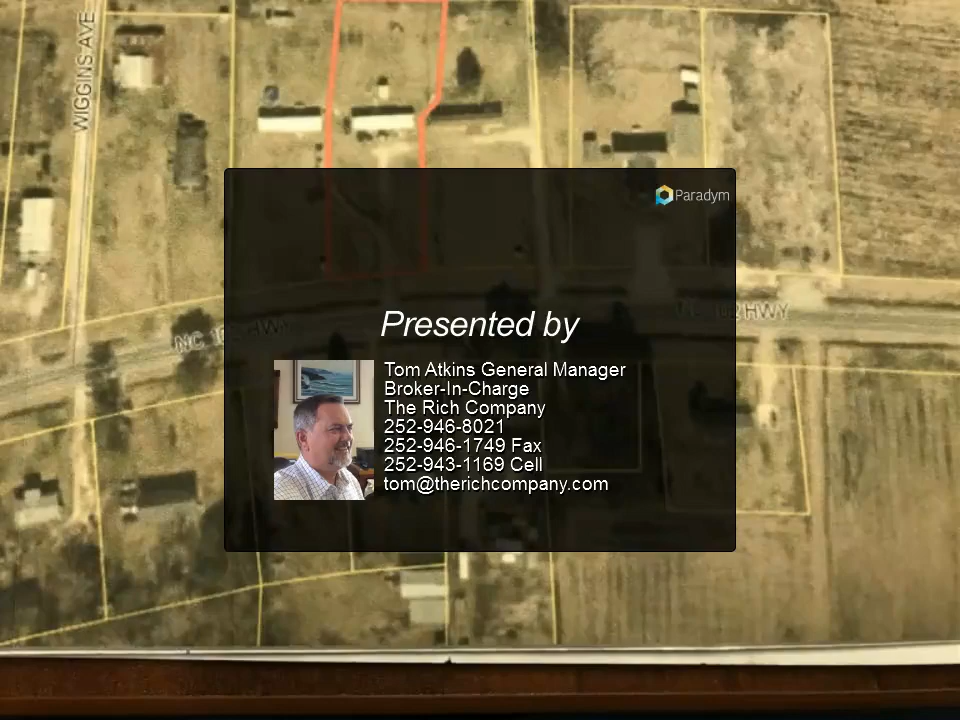 WIGGINS AVE
Paradym
NC 102 HWY
HWY
Presented by
Tom Atkins General Manager
Broker-In-Charge
The Rich Company
252-946-8021
252-946-1749 Fax
252-943-1169 Cell
tom@therichcompany.com